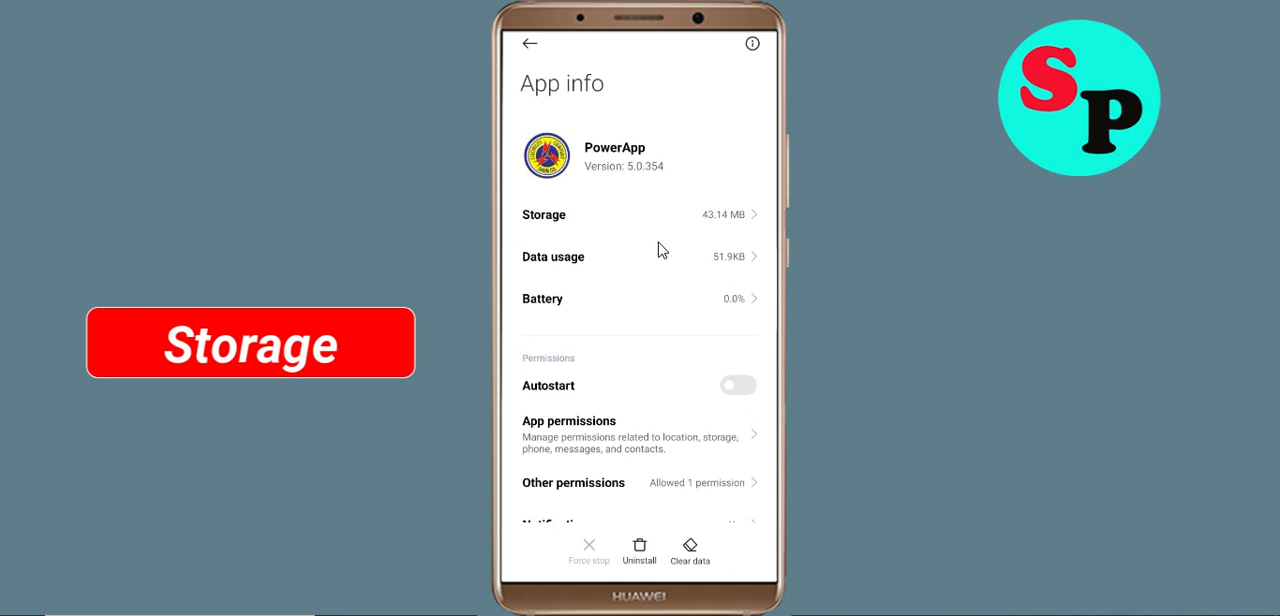 App info
PowerApp
Version: 5.0.354
Storage 43.14 MB
Data usage 51.9KB
Battery 0.0%
Permissions
Autostart
App permissions
Manage permissions related to location, storage,
phone, messages, and contacts.
Other permissions Allowed 1 permission
Force stop Uninstall Clear data
HUAWEI
Storage
SP